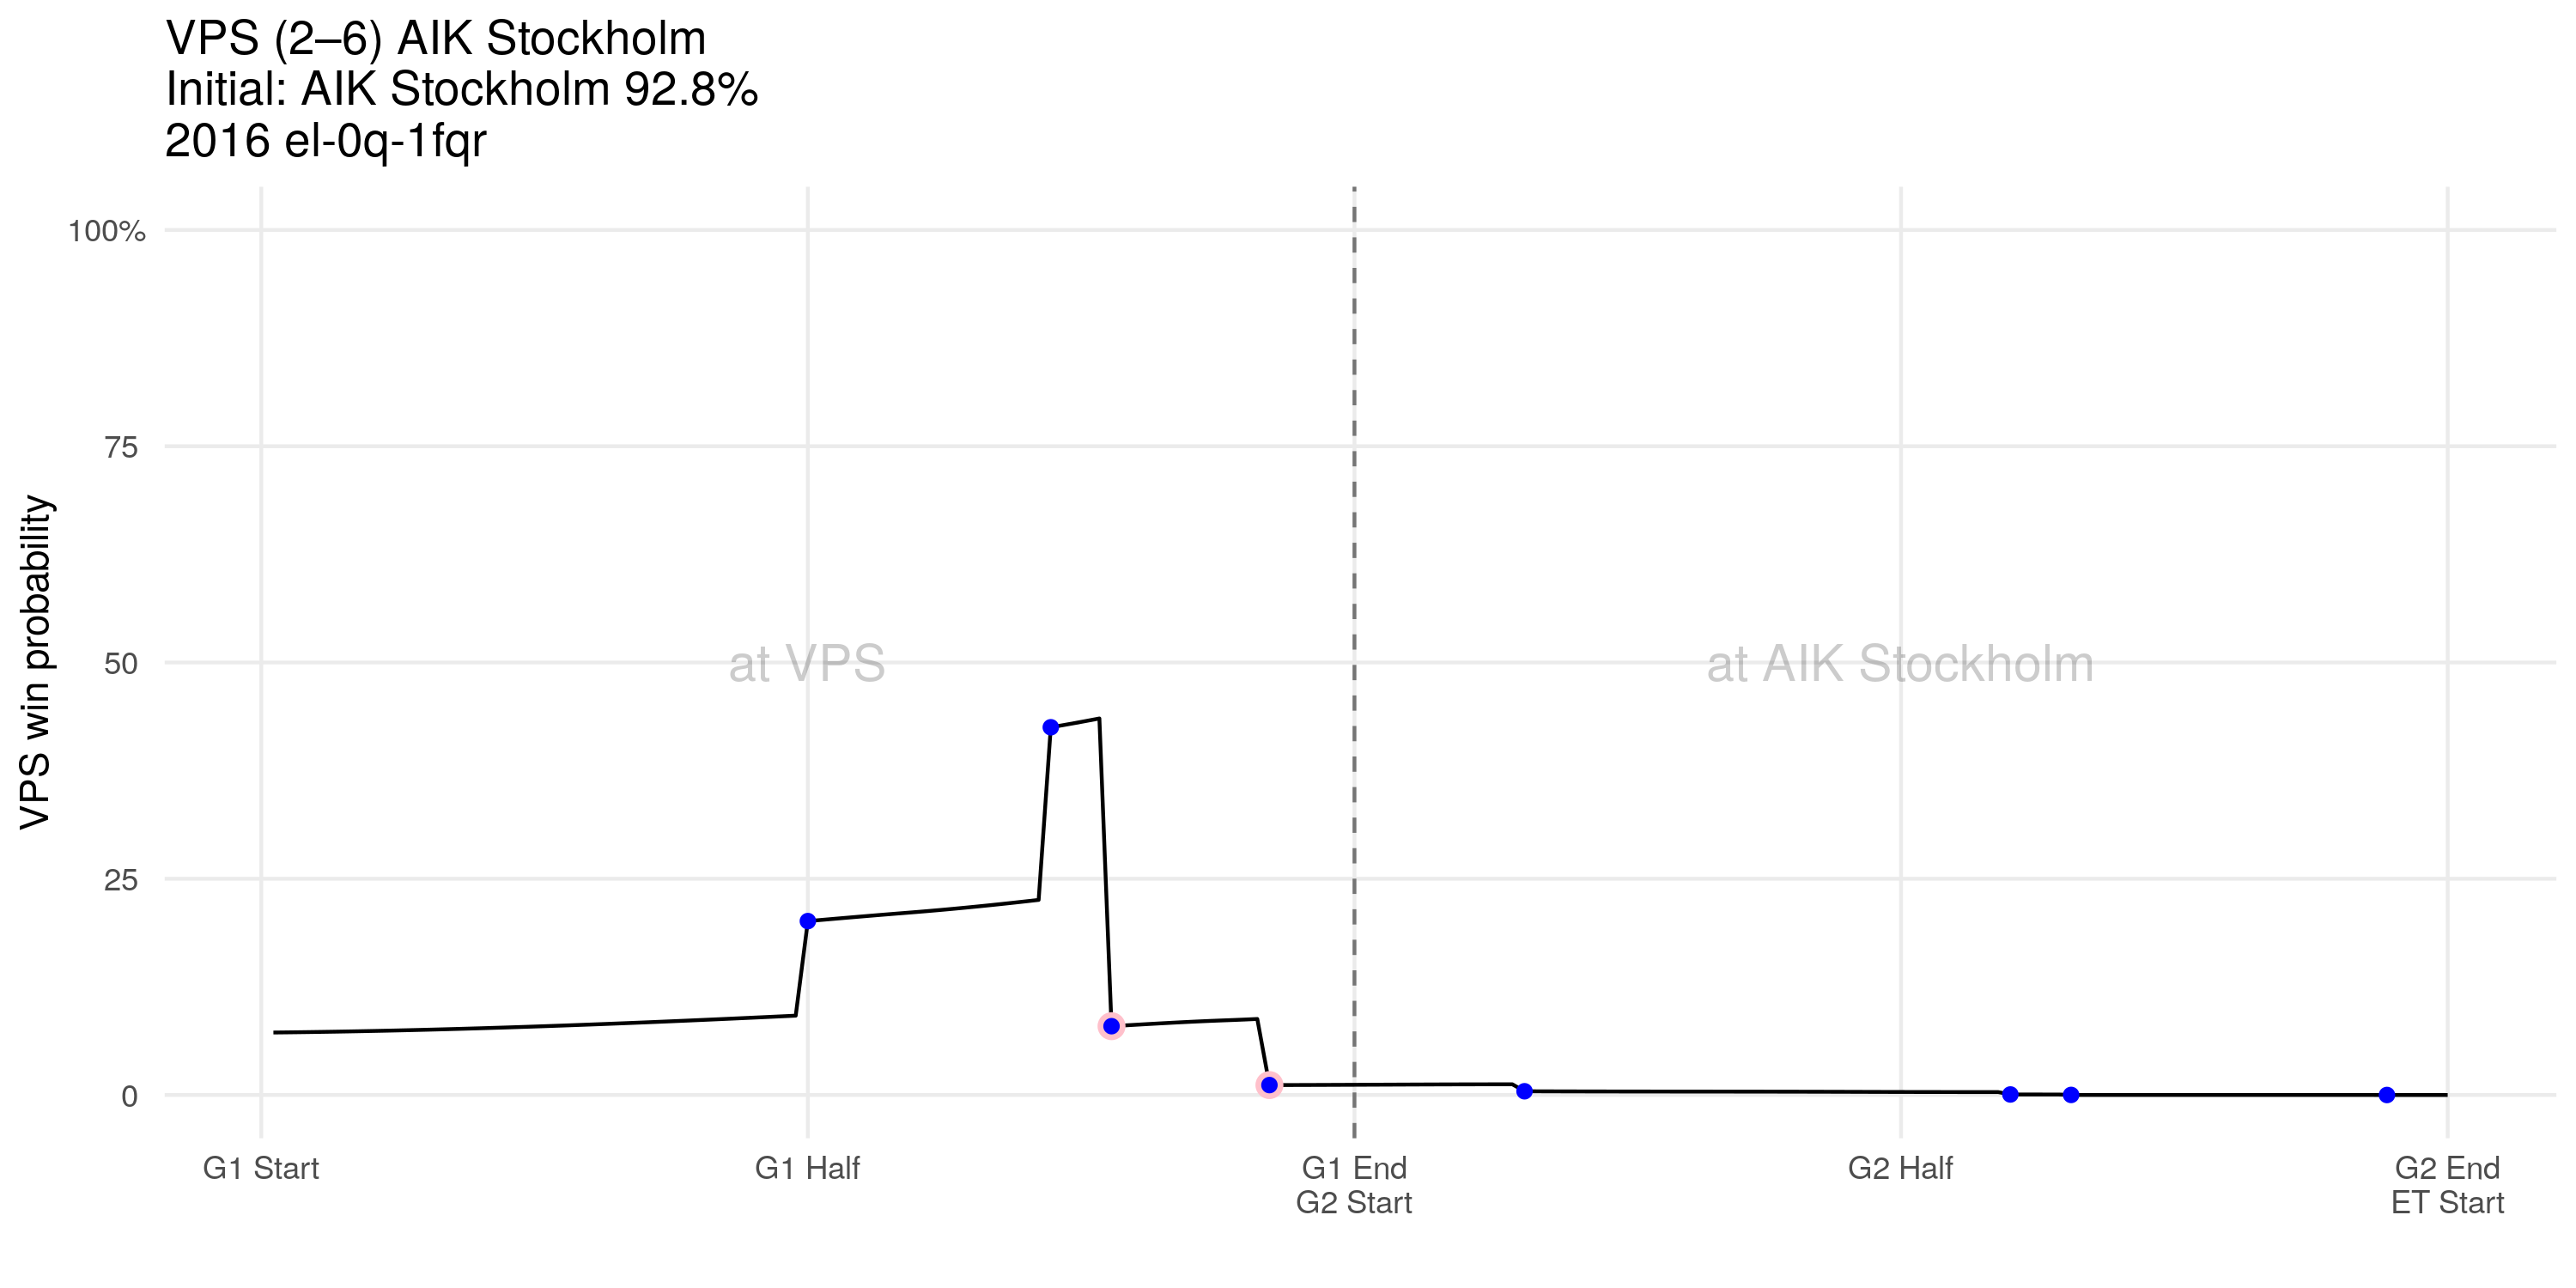 VPS (2–6) AIK Stockholm
Initial: AIK Stockholm 92.8%
2016 el-0q-1fqr
VPS win probability
100%
75
50
25
0
at VPS
at AIK Stockholm
G1 Start
G1 Half
G1 End
G2 Start
G2 Half
G2 End
ET Start